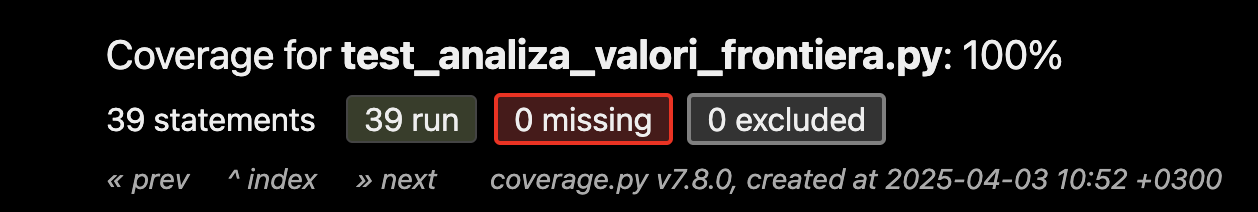 Coverage for test_analiza_valori_frontiera.py: 100%
39 statements 39 run 0 missing 0 excluded
« prev ^ index » next coverage.py v7.8.0, created at 2025-04-03 10:52 +0300